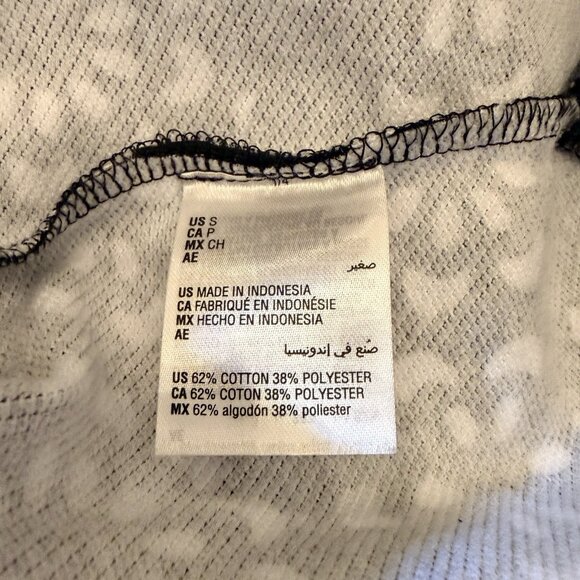 US S
CA P
MX CH
AE
صغير
US MADE IN INDONESIA
CA FABRIQUÉ EN INDONÉSIE
MX HECHO EN INDONESIA
AE
صُنع في إندونيسيا
US 62% COTTON 38% POLYESTER
CA 62% COTON 38% POLYESTER
MX 62% algodón 38% poliester